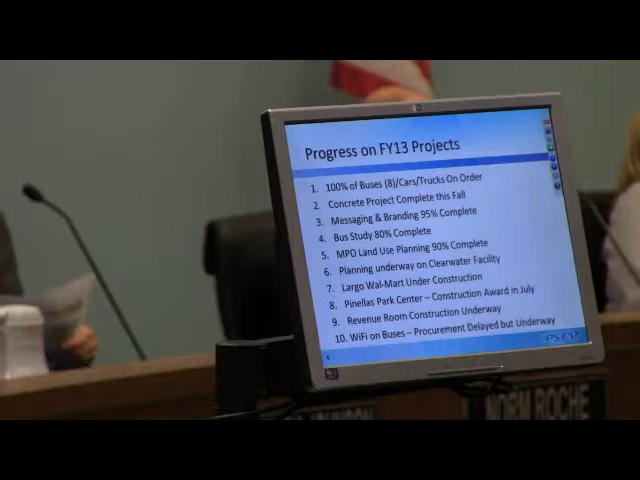 Progress on FY13 Projects
1. 100% of Buses (8)/Cars/Trucks On Order
2. Concrete Project Complete this Fall
3. Messaging & Branding 95% Complete
4. Bus Study 80% Complete
5. MPO Land Use Planning 90% Complete
6. Planning underway on Clearwater Facility
7. Largo Wal-Mart Under Construction
8. Pinellas Park Center – Construction Award in July
9. Revenue Room Construction Underway
10. WiFi on Buses – Procurement Delayed but Underway
PSTA
NORM ROCHE